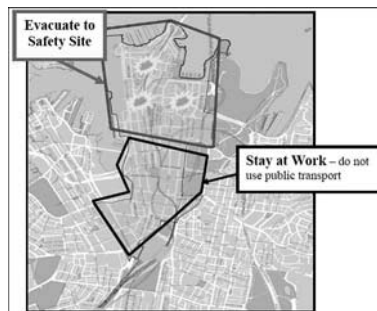 Evacuate to
Safety Site
Stay at Work – do not
use public transport